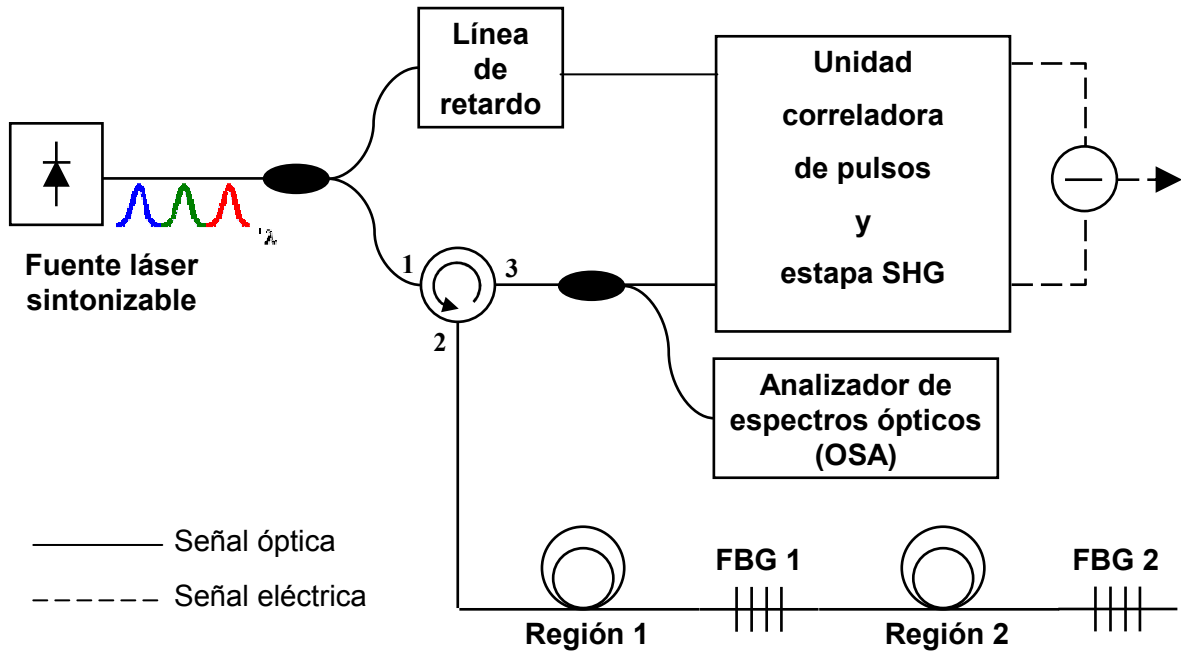 Línea
de
retardo
Unidad
correladora
de pulsos
y
estapa SHG
λ
Fuente láser
sintonizable
1
3
2
Analizador de
espectros ópticos
(OSA)
Señal óptica
Señal eléctrica
FBG 1
FBG 2
Región 1
Región 2